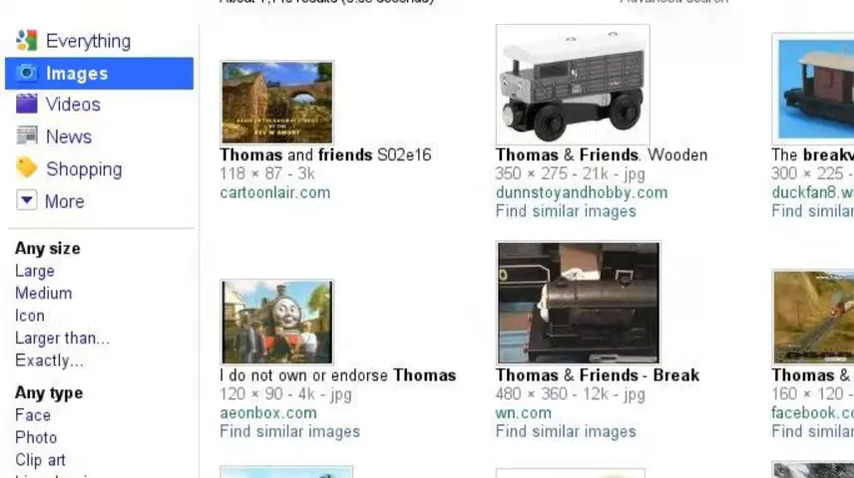 Everything
Images
Videos
News
Shopping
More
Any size
Large
Medium
Icon
Larger than...
Exactly...
Any type
Face
Photo
Clip art
Thomas and friends S02e16
118 × 87 - 3k
cartoonlair.com
Thomas & Friends. Wooden
350 × 275 - 21k - jpg
dunnstoyandhobby.com
Find similar images
The breakv
300 × 225 -
duckfan8.w
Find similar
I do not own or endorse Thomas
120 × 90 - 4k - jpg
aeonbox.com
Find similar images
Thomas & Friends - Break
480 × 360 - 12k - jpg
wn.com
Find similar images
Thomas &
160 × 120 -
facebook.co
Find similar